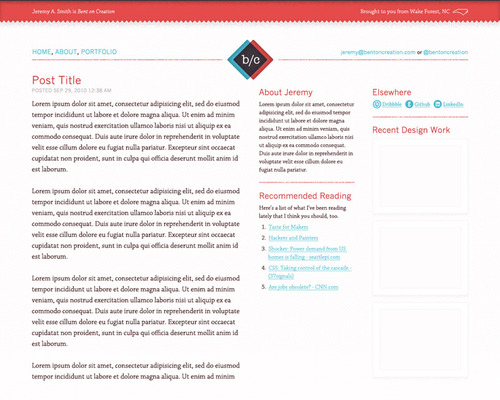 Jeremy A. Smith is Bent on Creation
Brought to you from Wake Forest, NC
HOME, ABOUT, PORTFOLIO
b/c
jeremy@bentoncreation.com or @bentoncreation
Post Title
POSTED SEP 29, 2010 12:38 AM
Lorem ipsum dolor sit amet, consectetur adipisicing elit, sed do eiusmod
tempor incididunt ut labore et dolore magna aliqua. Ut enim ad minim
veniam, quis nostrud exercitation ullamco laboris nisi ut aliquip ex ea
commodo consequat. Duis aute irure dolor in reprehenderit in voluptate
velit esse cillum dolore eu fugiat nulla pariatur. Excepteur sint occaecat
cupidatat non proident, sunt in culpa qui officia deserunt mollit anim id
est laborum.
Lorem ipsum dolor sit amet, consectetur adipisicing elit, sed do eiusmod
tempor incididunt ut labore et dolore magna aliqua. Ut enim ad minim
veniam, quis nostrud exercitation ullamco laboris nisi ut aliquip ex ea
commodo consequat. Duis aute irure dolor in reprehenderit in voluptate
velit esse cillum dolore eu fugiat nulla pariatur. Excepteur sint occaecat
cupidatat non proident, sunt in culpa qui officia deserunt mollit anim id
est laborum.
Lorem ipsum dolor sit amet, consectetur adipisicing elit, sed do eiusmod
tempor incididunt ut labore et dolore magna aliqua. Ut enim ad minim
veniam, quis nostrud exercitation ullamco laboris nisi ut aliquip ex ea
commodo consequat. Duis aute irure dolor in reprehenderit in voluptate
velit esse cillum dolore eu fugiat nulla pariatur. Excepteur sint occaecat
cupidatat non proident, sunt in culpa qui officia deserunt mollit anim id
est laborum.
Lorem ipsum dolor sit amet, consectetur adipisicing elit, sed do eiusmod
tempor incididunt ut labore et dolore magna aliqua. Ut enim ad minim
About Jeremy
Lorem ipsum dolor sit amet,
consectetur adipisicing elit, sed do
eiusmod tempor incididunt ut labore
et dolore magna aliqua. Ut enim ad
minim veniam, quis nostrud
exercitation ullamco laboris nisi
ut aliquip ex ea commodo consequat.
Duis aute irure dolor in reprehenderit
in voluptate velit esse cillum dolore eu
fugiat nulla pariatur.
Recommended Reading
Here's a list of what I've been reading
lately that I think you should, too.
1. Taste for Makers
2. Hackers and Painters
3. Shocker: Power demand from US
homes is falling - seattlepi.com
4. CSS: Taking control of the cascade -
(37signals)
5. Are jobs obsolete? - CNN.com
Elsewhere
Dribbble Github LinkedIn
Recent Design Work